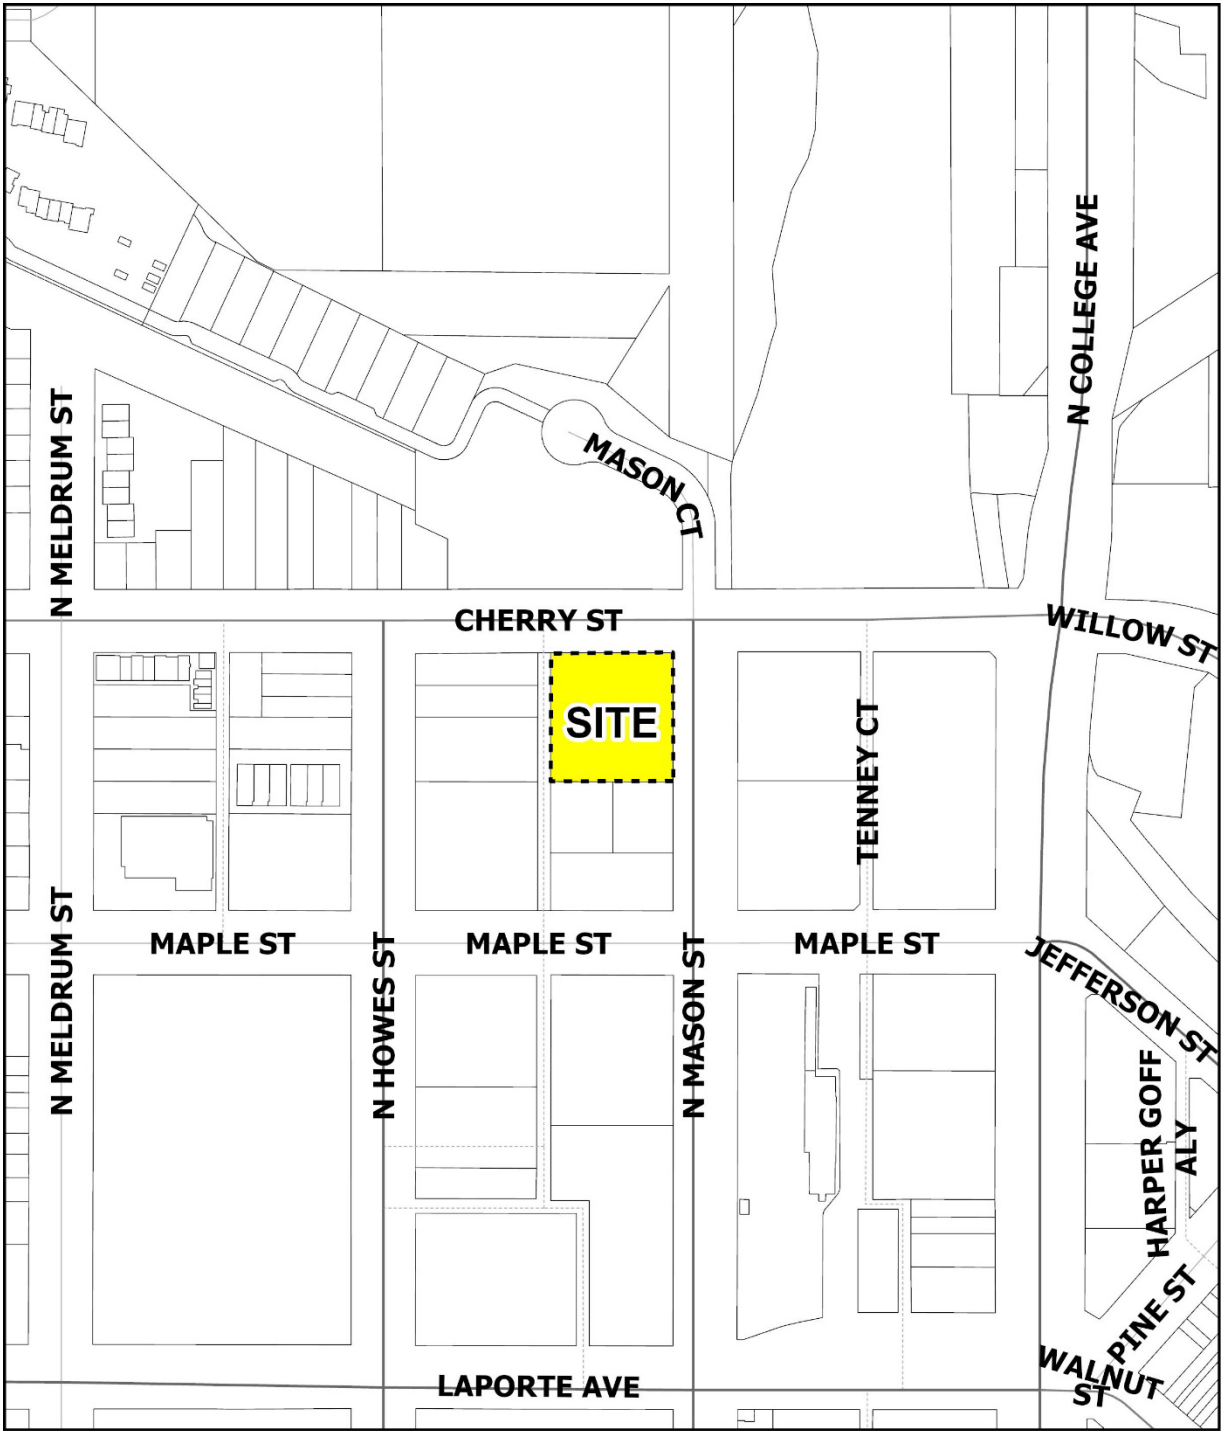 N COLLEGE AVE
N MELDRUM ST
MASON CT
CHERRY ST
WILLOW ST
SITE
TENNEY CT
N MELDRUM ST
MAPLE ST
N HOWES ST
MAPLE ST
N MASON ST
MAPLE ST
JEFFERSON ST
HARPER GOFF
ALY
PINE ST
WALNUT
ST
LAPORTE AVE